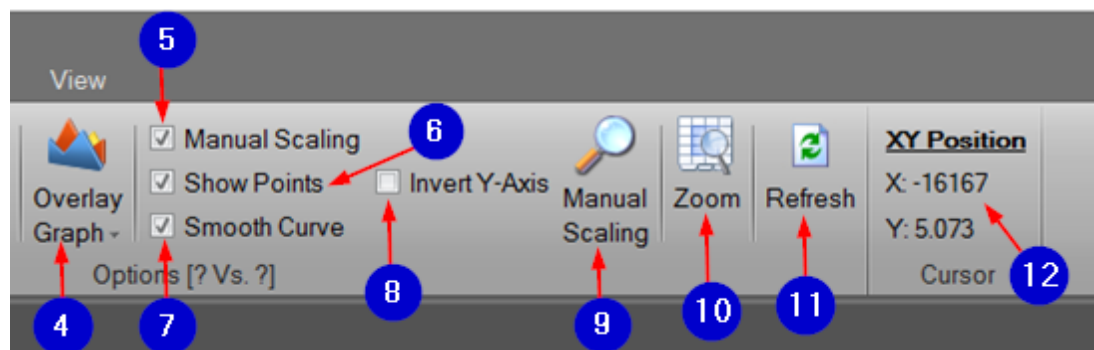 5
View
Manual Scaling
6
XY Position
Show Points
Invert Y-Axis
X: -16167
Overlay
Graph
Manual
Scaling
Zoom
Refresh
Smooth Curve
Y: 5.073
Options [? Vs. ?]
Cursor
4
7
8
9
10
11
12